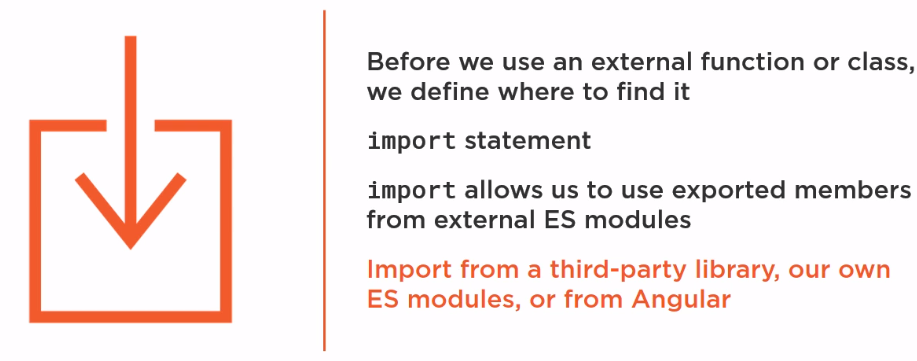 Before we use an external function or class,
we define where to find it
import statement
import allows us to use exported members
from external ES modules
Import from a third-party library, our own
ES modules, or from Angular